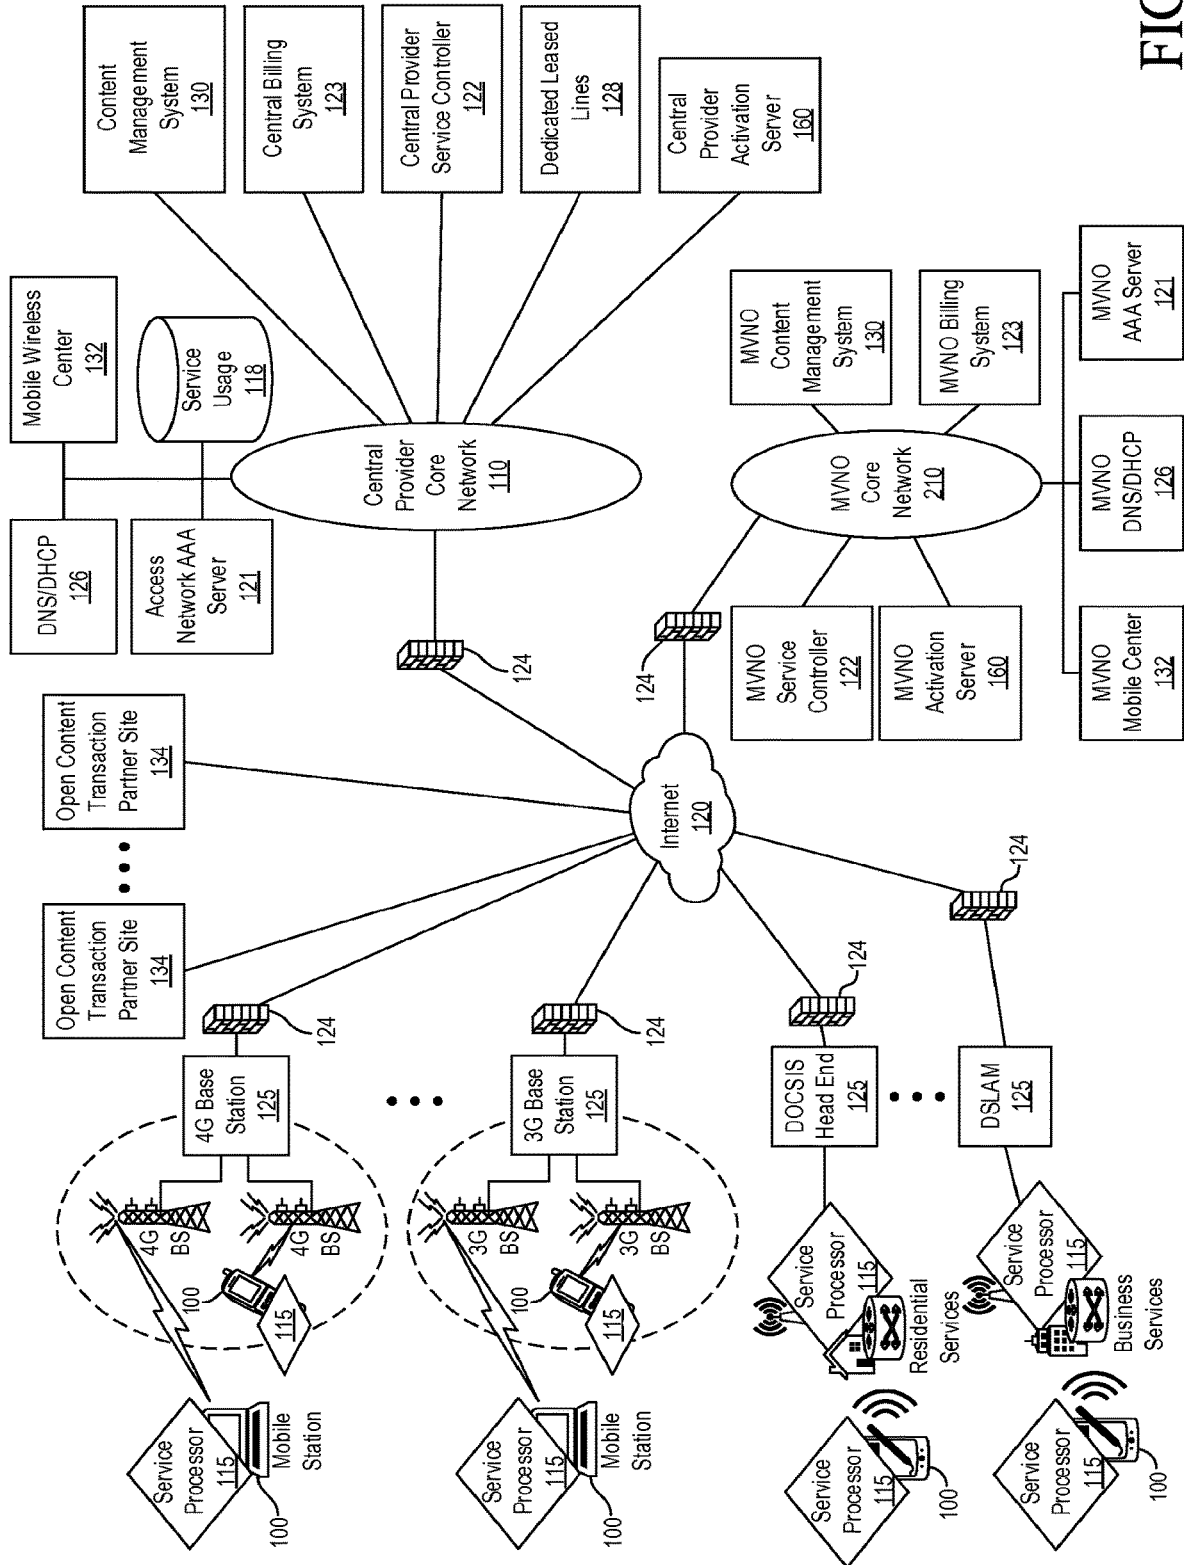 Open Content
Transaction
Partner Site
134
Open Content
Transaction
Partner Site
134
DNS/DHCP
126
Mobile Wireless
Center
132
Access
Network AAA
Server
121
Service
Usage
118
Content
Management
System
130
Central Billing
System
123
Central Provider
Service Controller
122
Dedicated Leased
Lines
128
Central
Provider
Activation
Server
160
Central
Provider
Core
Network
110
124
Service
Processor
115
100
Mobile
Station
4G
BS
4G
BS
100
115
4G Base
Station
125
124
Service
Processor
115
100
Mobile
Station
3G
BS
3G
BS
100
115
3G Base
Station
125
124
Internet
120
124
MVNO
Core
Network
210
MVNO
Content
Management
System
130
MVNO Billing
System
123
MVNO
Service
Controller
122
MVNO
Activation
Server
160
MVNO
Mobile Center
132
MVNO
DNS/DHCP
126
MVNO
AAA Server
121
Service
Processor
115
100
Service
Processor
115
Residential
Services
DOCSIS
Head End
125
124
Service
Processor
115
100
Service
Processor
115
Business
Services
DSLAM
125
124